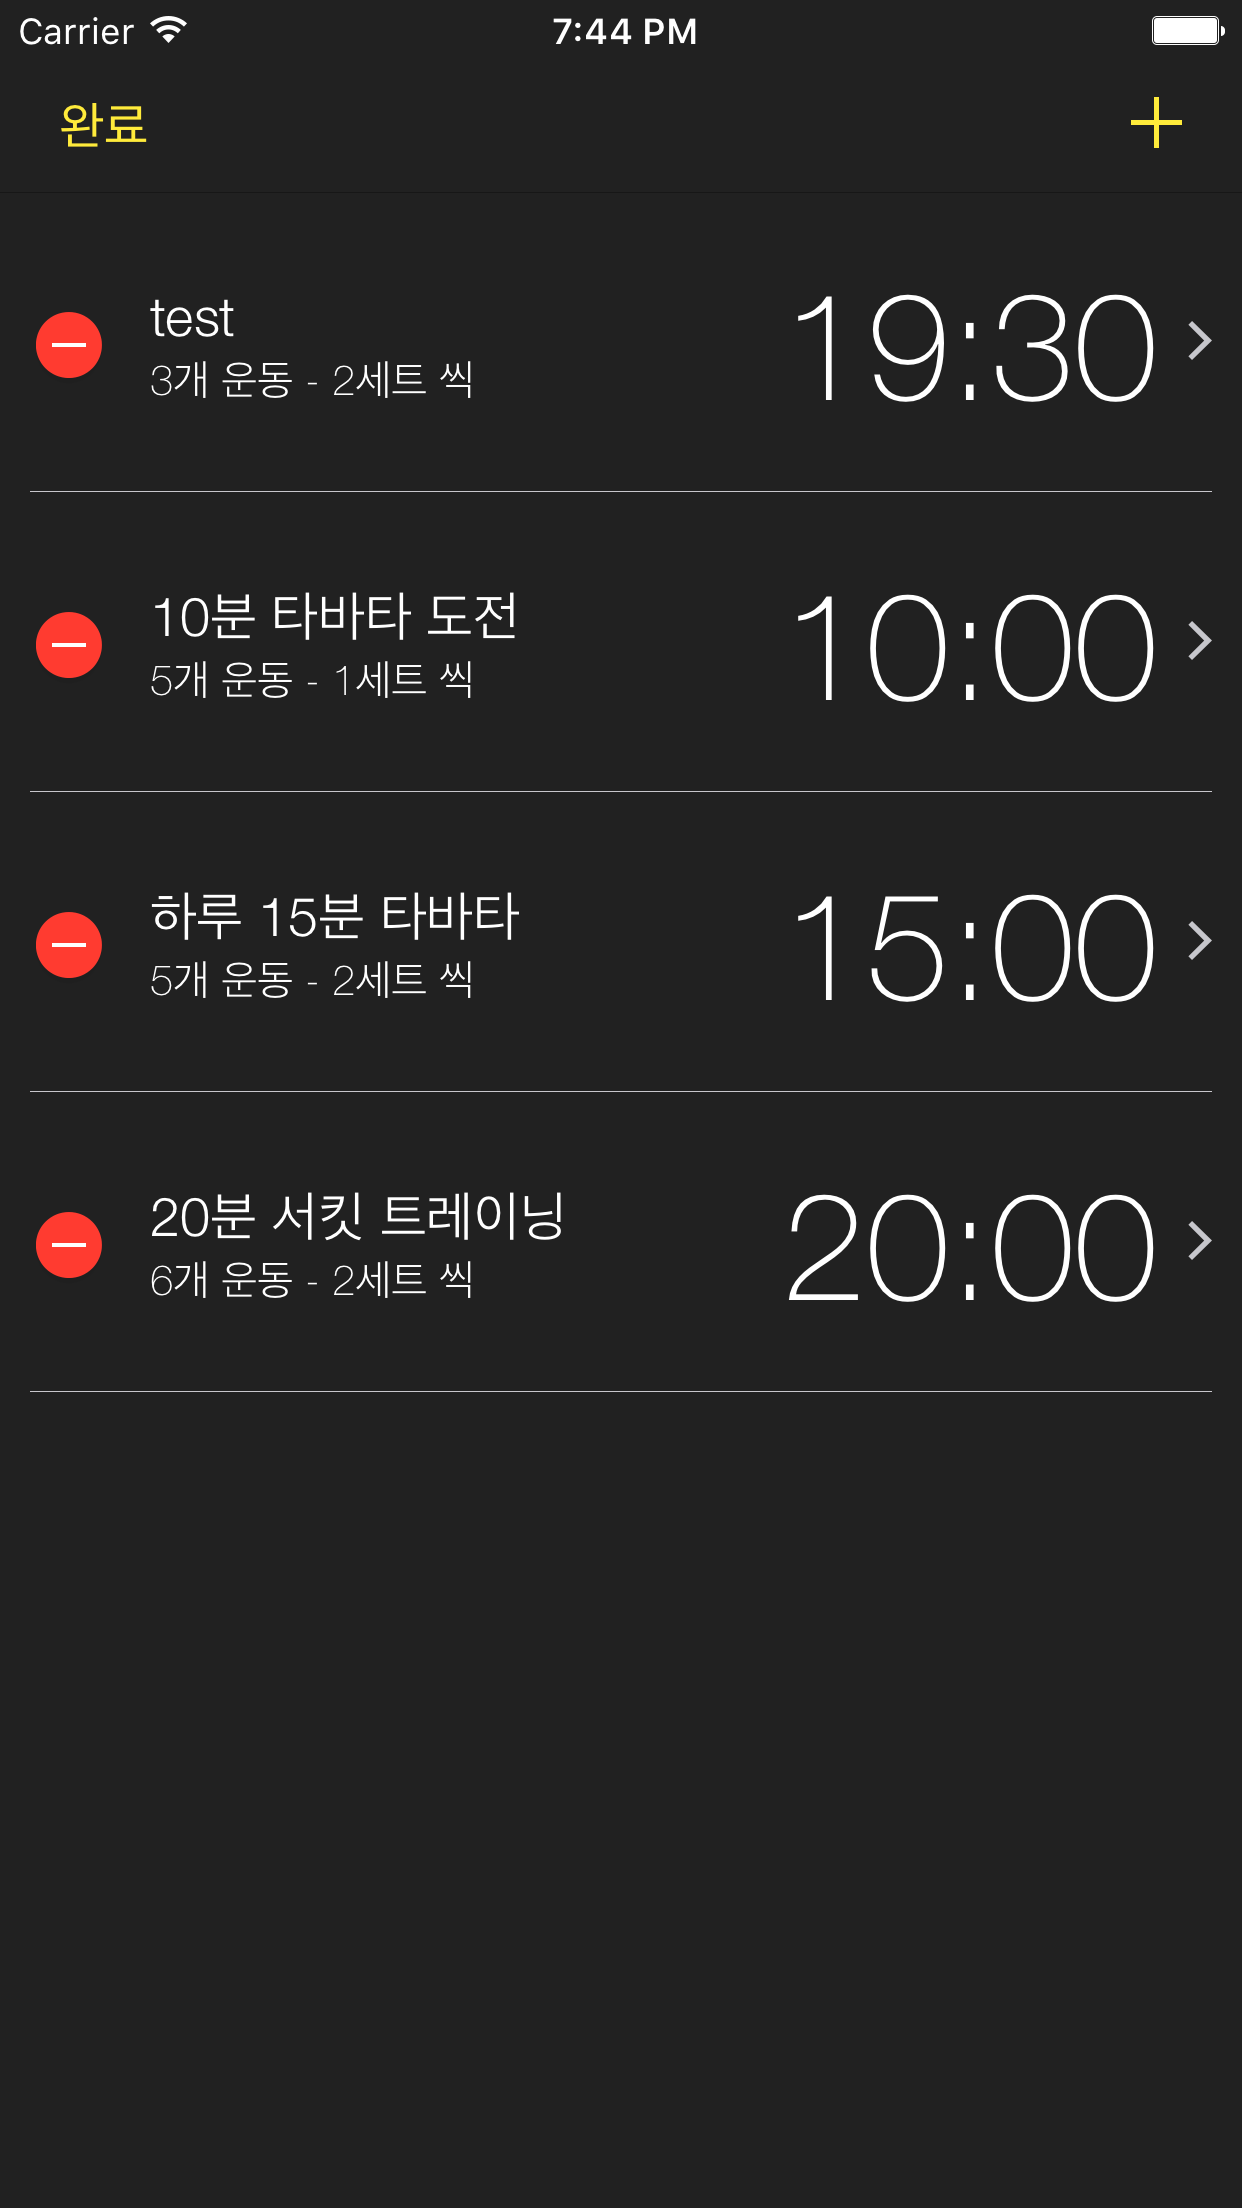 Carrier 7:44 PM
완료
test
3개 운동 - 2세트 씩
19:30
10분 타바타 도전
5개 운동 - 1세트 씩
10:00
하루 15분 타바타
5개 운동 - 2세트 씩
15:00
20분 서킷 트레이닝
6개 운동 - 2세트 씩
20:00